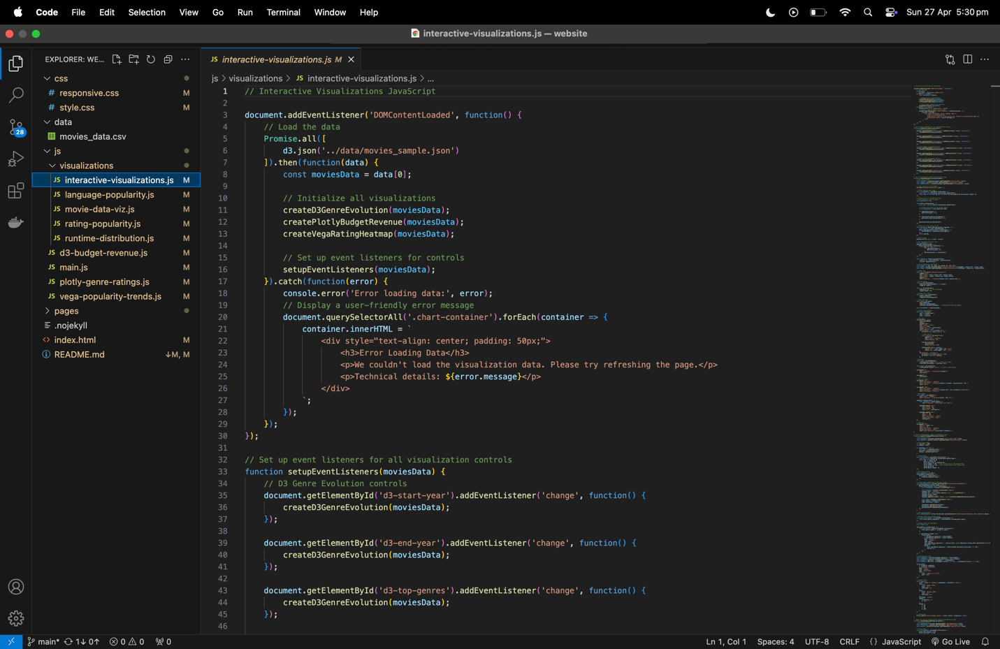 Code File Edit Selection View Go Run Terminal Window Help Sun 27 Apr 5:30 pm
interactive-visualizations.js — website
EXPLORER: WE...
css
# responsive.css M
# style.css M
data
movies_data.csv
js
visualizations
JS interactive-visualizations.js M
JS language-popularity.js M
JS movie-data-viz.js M
JS rating-popularity.js M
JS runtime-distribution.js M
JS d3-budget-revenue.js M
JS main.js M
JS plotly-genre-ratings.js M
JS vega-popularity-trends.js M
pages
.nojekyll
<> index.html M
README.md ↓M, M
28
JS interactive-visualizations.js M
js > visualizations > JS interactive-visualizations.js > ...
1 // Interactive Visualizations JavaScript
2
3 document.addEventListener('DOMContentLoaded', function() {
4     // Load the data
5     Promise.all([
6         d3.json('../data/movies_sample.json')
7     ]).then(function(data) {
8         const moviesData = data[0];
9
10         // Initialize all visualizations
11         createD3GenreEvolution(moviesData);
12         createPlotlyBudgetRevenue(moviesData);
13         createVegaRatingHeatmap(moviesData);
14
15         // Set up event listeners for controls
16         setupEventListeners(moviesData);
17     }).catch(function(error) {
18         console.error('Error loading data:', error);
19         // Display a user-friendly error message
20         document.querySelectorAll('.chart-container').forEach(container => {
21             container.innerHTML = `
22                 <div style="text-align: center; padding: 50px;">
23                     <h3>Error Loading Data</h3>
24                     <p>We couldn't load the visualization data. Please try refreshing the page.</p>
25                     <p>Technical details: ${error.message}</p>
26                 </div>
27             `;
28         });
29     });
30 });
31
32 // Set up event listeners for all visualization controls
33 function setupEventListeners(moviesData) {
34     // D3 Genre Evolution controls
35     document.getElementById('d3-start-year').addEventListener('change', function() {
36         createD3GenreEvolution(moviesData);
37     });
38
39     document.getElementById('d3-end-year').addEventListener('change', function() {
40         createD3GenreEvolution(moviesData);
41     });
42
43     document.getElementById('d3-top-genres').addEventListener('change', function() {
44         createD3GenreEvolution(moviesData);
45     });
46
main* 1↓ 0↑ 0 0 0 Ln 1, Col 1 Spaces: 4 UTF-8 CRLF {} JavaScript Go Live